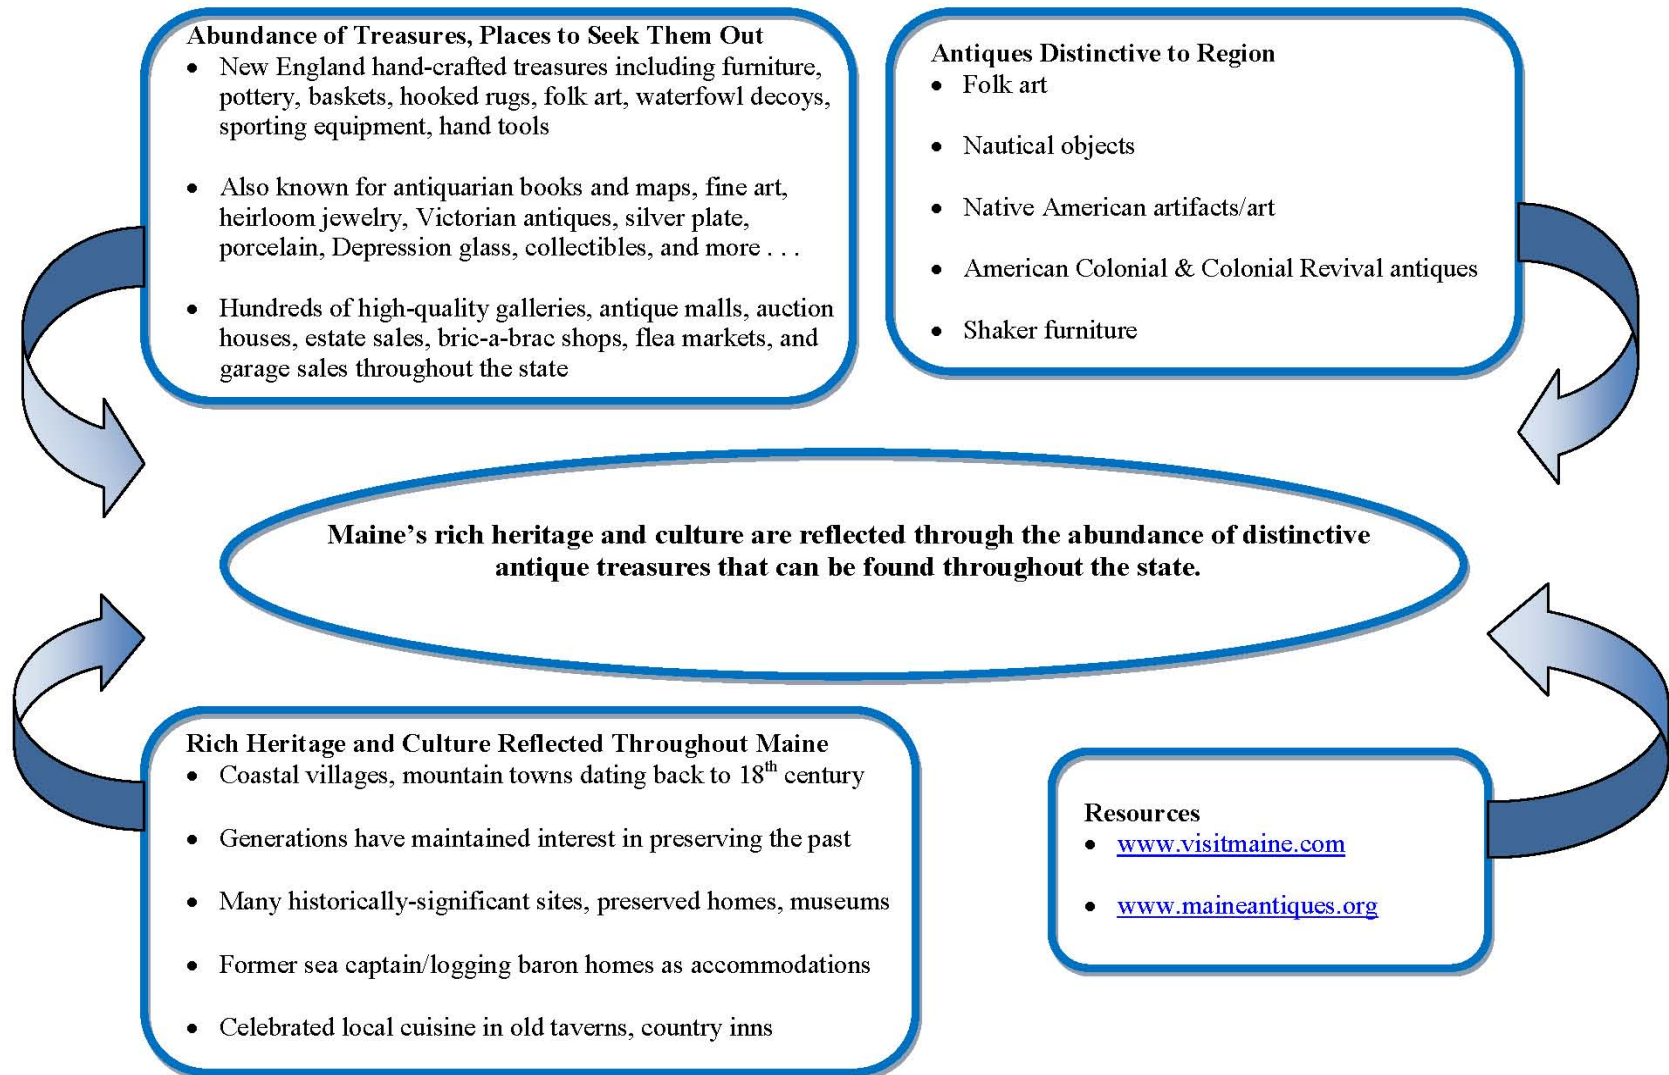 Abundance of Treasures, Places to Seek Them Out
• New England hand-crafted treasures including furniture,
pottery, baskets, hooked rugs, folk art, waterfowl decoys,
sporting equipment, hand tools
• Also known for antiquarian books and maps, fine art,
heirloom jewelry, Victorian antiques, silver plate,
porcelain, Depression glass, collectibles, and more . . .
• Hundreds of high-quality galleries, antique malls, auction
houses, estate sales, bric-a-brac shops, flea markets, and
garage sales throughout the state
Antiques Distinctive to Region
• Folk art
• Nautical objects
• Native American artifacts/art
• American Colonial & Colonial Revival antiques
• Shaker furniture
Maine’s rich heritage and culture are reflected through the abundance of distinctive
antique treasures that can be found throughout the state.
Rich Heritage and Culture Reflected Throughout Maine
• Coastal villages, mountain towns dating back to 18th century
• Generations have maintained interest in preserving the past
• Many historically-significant sites, preserved homes, museums
• Former sea captain/logging baron homes as accommodations
• Celebrated local cuisine in old taverns, country inns
Resources
• www.visitmaine.com
• www.maineantiques.org